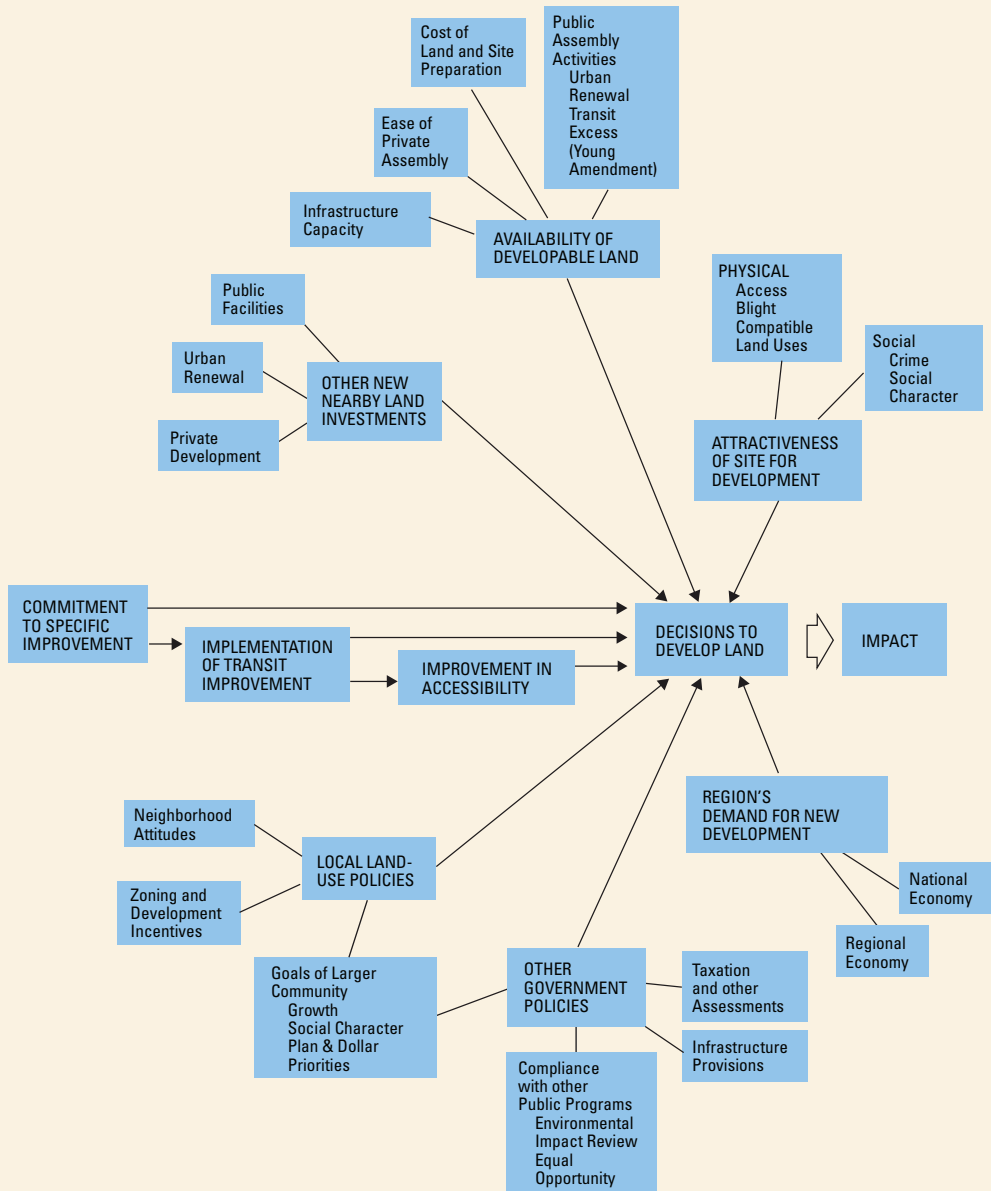 Cost of
Land and Site
Preparation
Public
Assembly
Activities
Urban
Renewal
Transit
Excess
(Young
Amendment)
Ease of
Private
Assembly
Infrastructure
Capacity
AVAILABILITY OF
DEVELOPABLE LAND
PHYSICAL
Access
Blight
Compatible
Land Uses
Social
Crime
Social
Character
ATTRACTIVENESS
OF SITE FOR
DEVELOPMENT
Public
Facilities
Urban
Renewal
Private
Development
OTHER NEW
NEARBY LAND
INVESTMENTS
COMMITMENT
TO SPECIFIC
IMPROVEMENT
IMPLEMENTATION
OF TRANSIT
IMPROVEMENT
IMPROVEMENT IN
ACCESSIBILITY
DECISIONS TO
DEVELOP LAND
IMPACT
Neighborhood
Attitudes
Zoning and
Development
Incentives
LOCAL LAND-
USE POLICIES
Goals of Larger
Community
Growth
Social Character
Plan & Dollar
Priorities
OTHER
GOVERNMENT
POLICIES
Taxation
and other
Assessments
Infrastructure
Provisions
Compliance
with other
Public Programs
Environmental
Impact Review
Equal
Opportunity
REGION'S
DEMAND FOR NEW
DEVELOPMENT
National
Economy
Regional
Economy